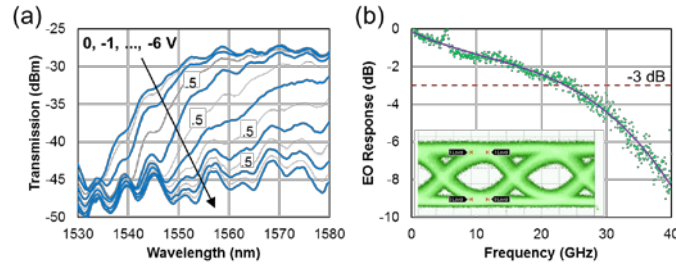 (a)
-25
-30
-35
-40
-45
-50
Transmission (dBm)
0, -1, ..., -6 V
.5
.5
.5
.5
1530 1540 1550 1560 1570 1580
Wavelength (nm)
(b)
0
-2
-4
-6
-8
-10
EO Response (dB)
-3 dB
0 10 20 30 40
Frequency (GHz)